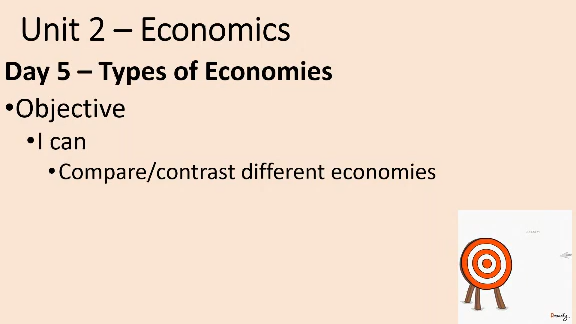 Unit 2 – Economics
Day 5 – Types of Economies
•Objective
•I can
•Compare/contrast different economies